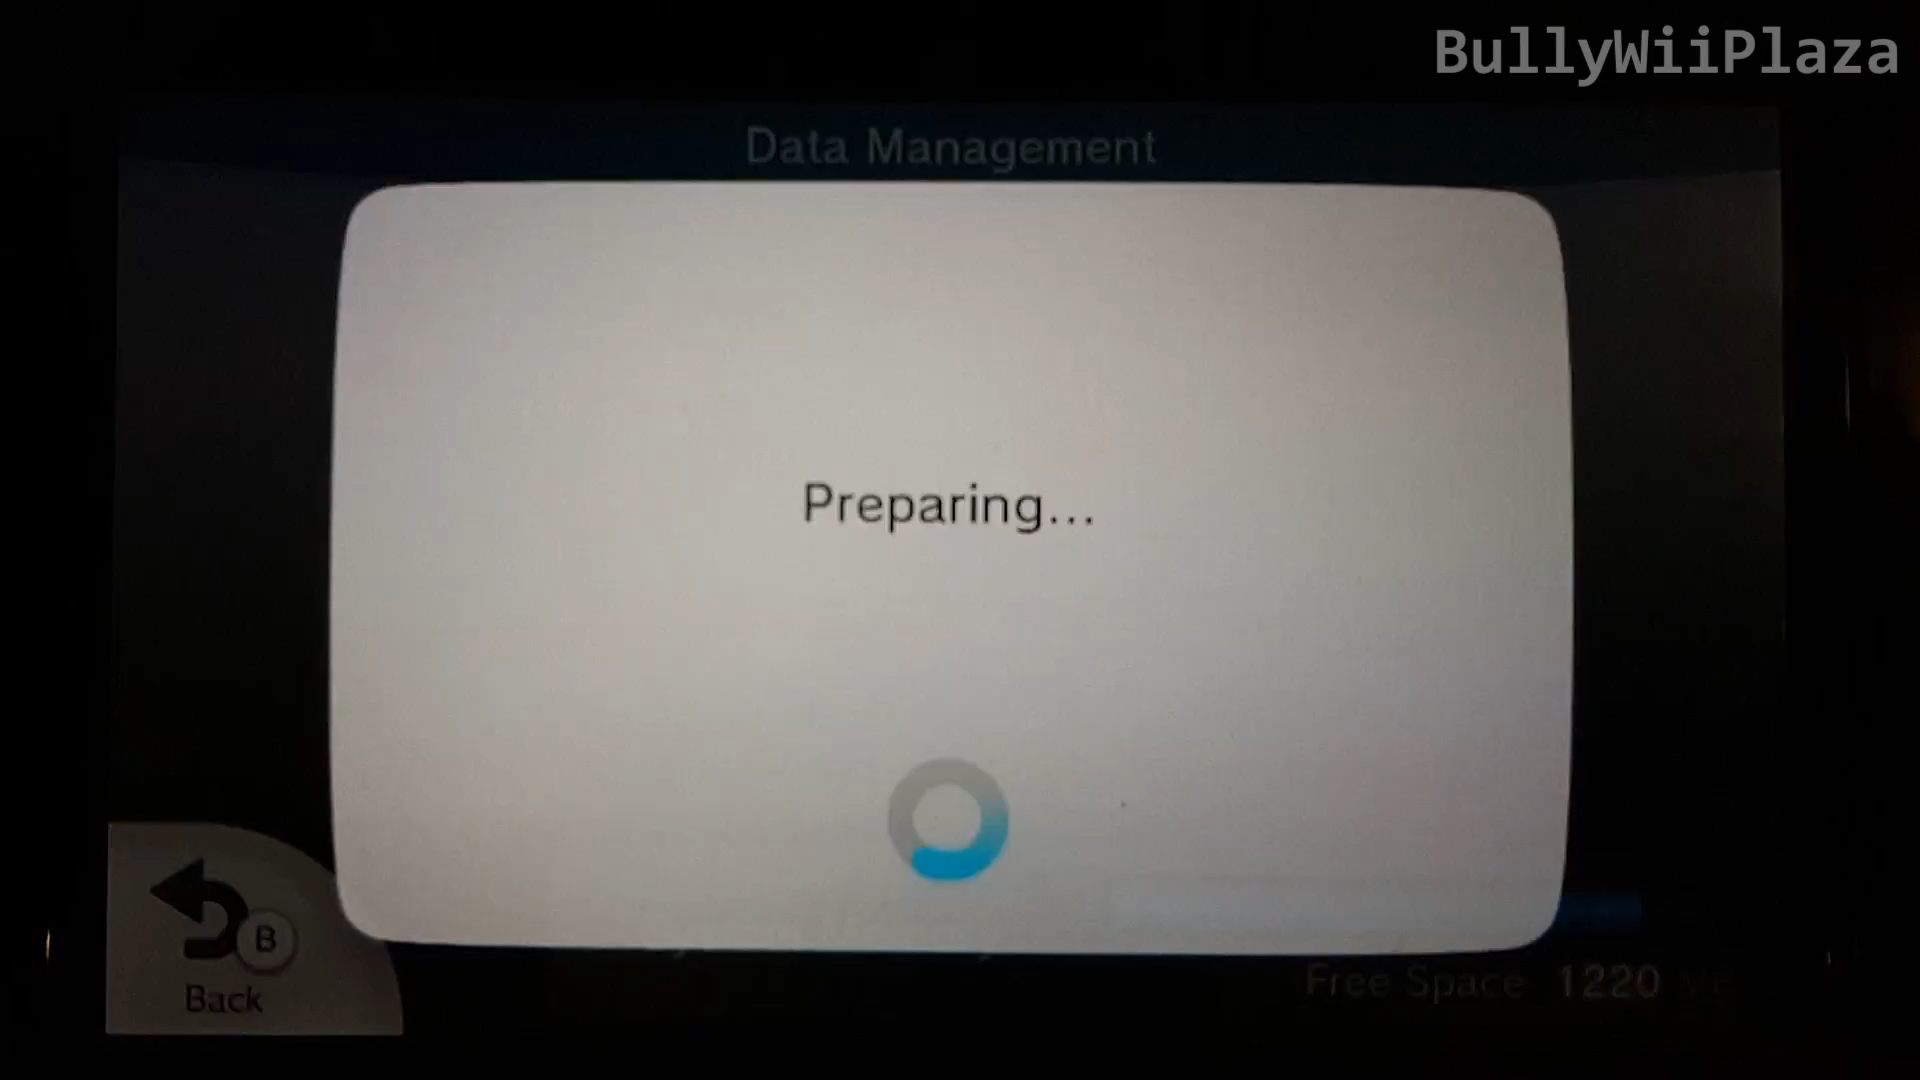 BullyWiiPlaza
Data Management
Preparing...
B
Back
Free Space 1220